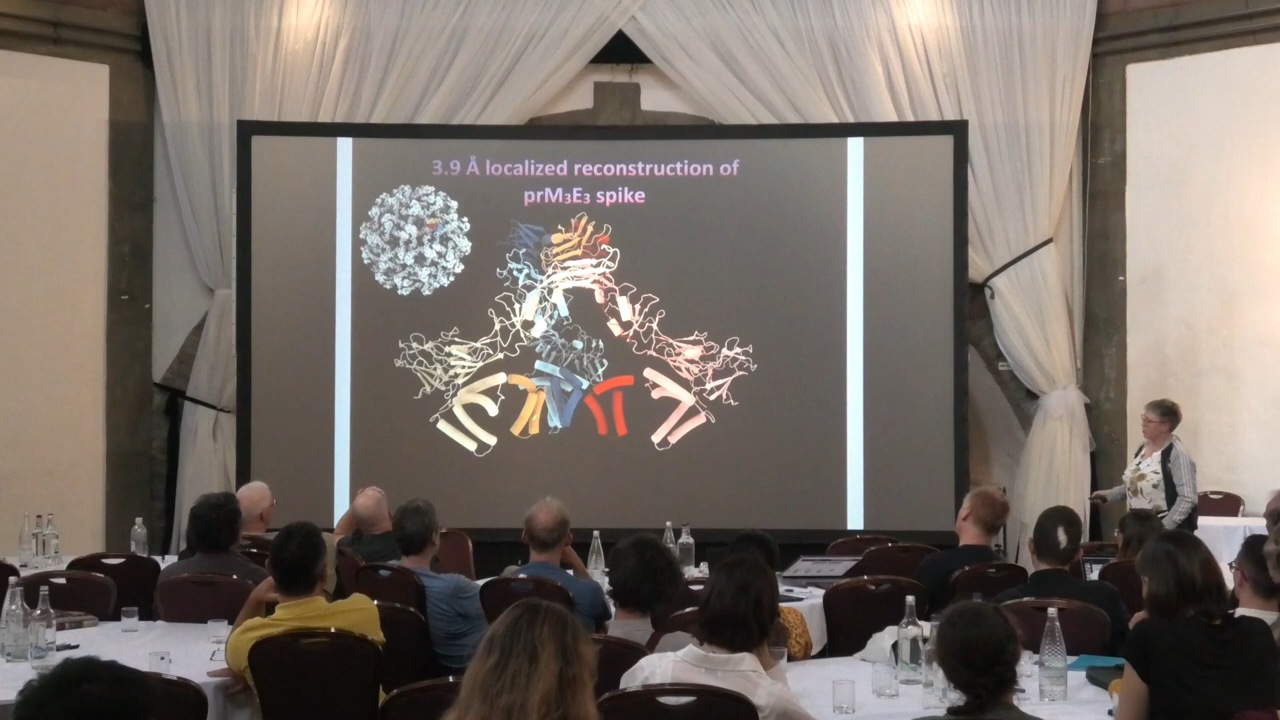 3.9 Å localized reconstruction of
prM₃E₃ spike